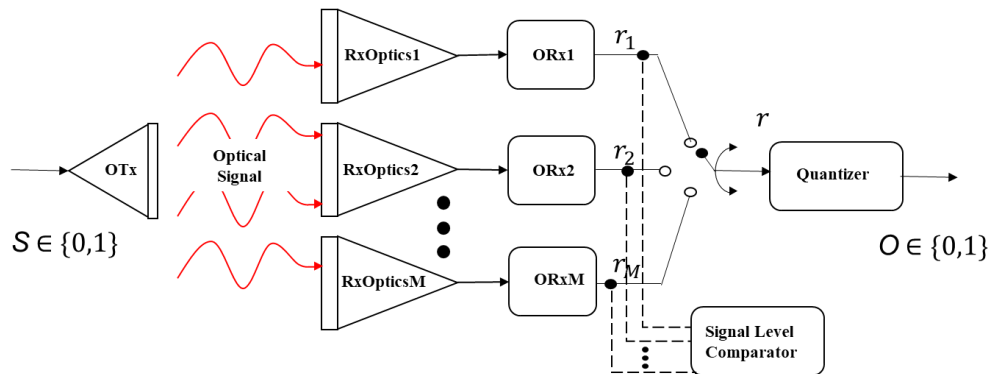 RxOptics1
ORx1
r1
OTx
Optical
Signal
RxOptics2
ORx2
r2
r
Quantizer
S ∈ {0,1}
O ∈ {0,1}
RxOpticsM
ORxM
rM
Signal Level
Comparator